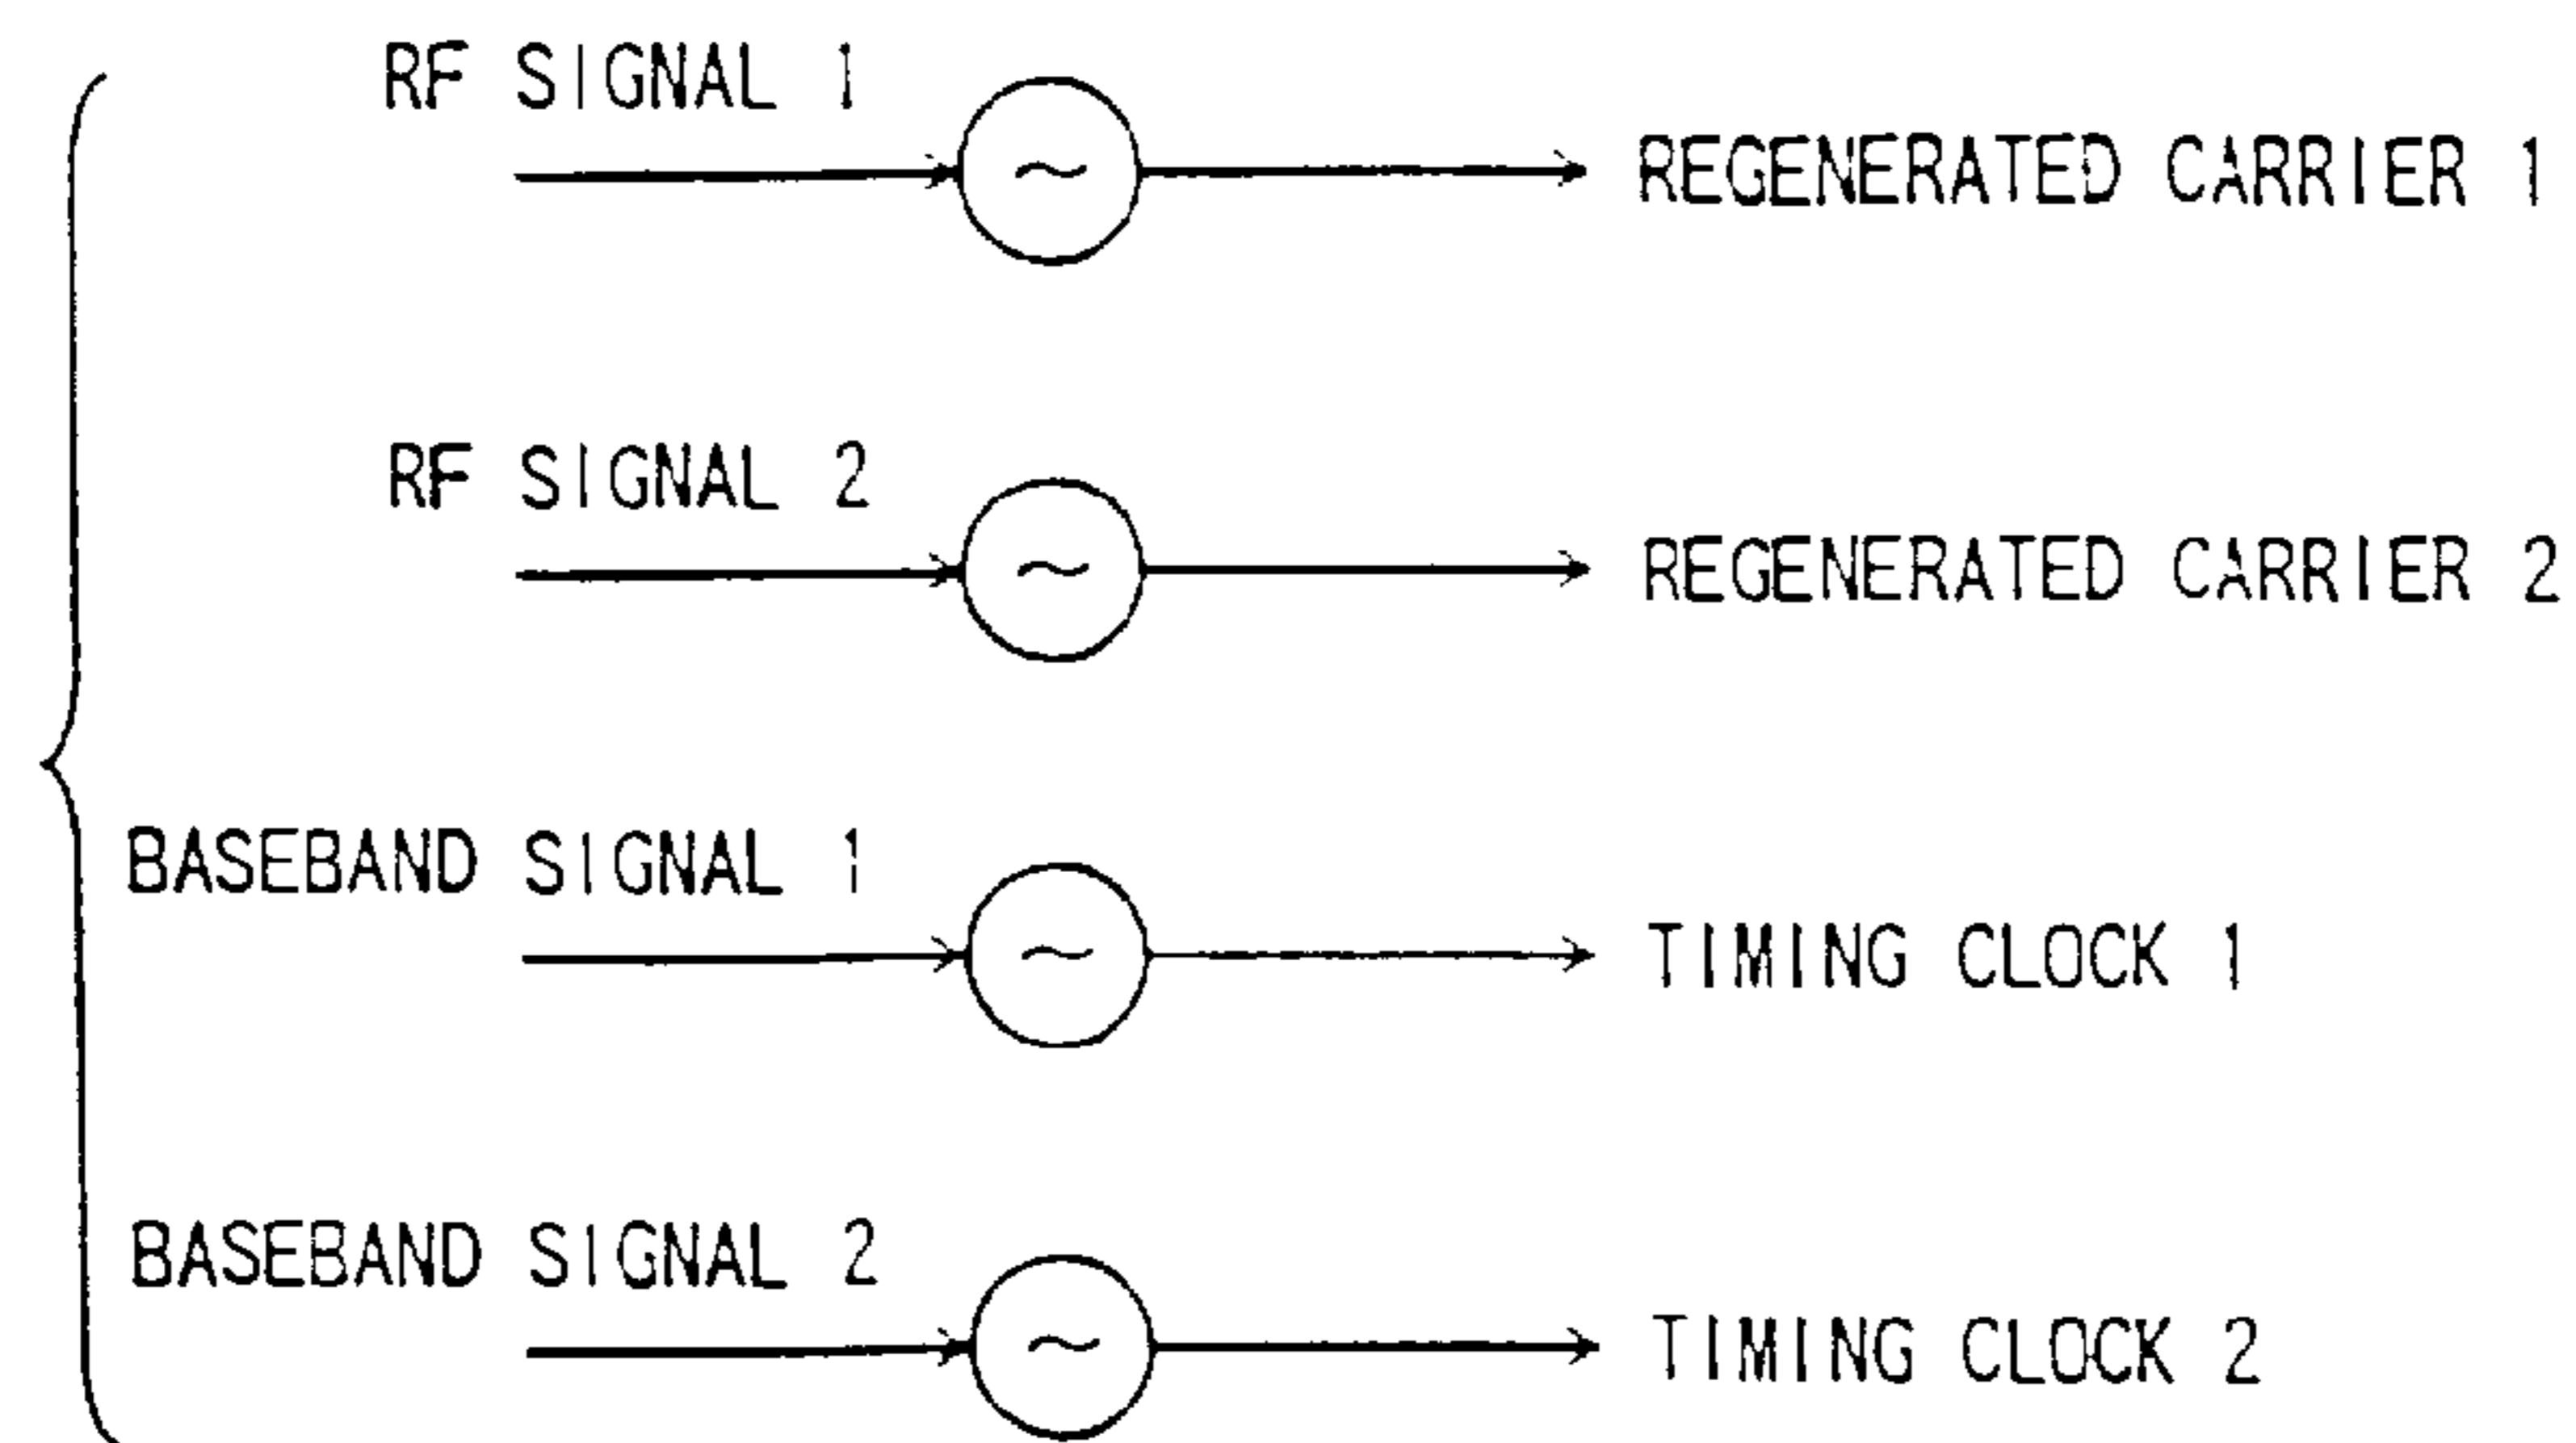 RF SIGNAL 1
REGENERATED CARRIER 1
RF SIGNAL 2
REGENERATED CARRIER 2
BASEBAND SIGNAL 1
TIMING CLOCK 1
BASEBAND SIGNAL 2
TIMING CLOCK 2